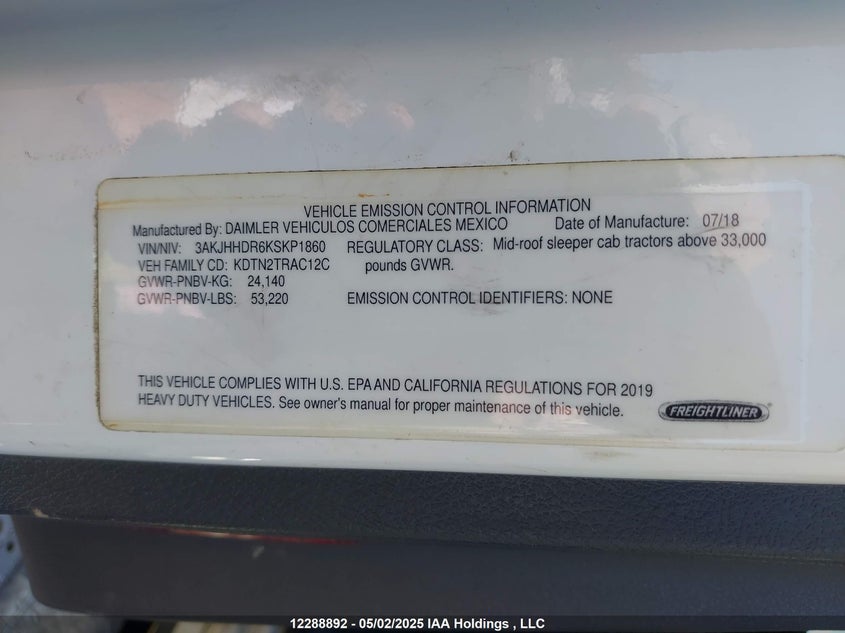 VEHICLE EMISSION CONTROL INFORMATION
Manufactured By: DAIMLER VEHICULOS COMERCIALES MEXICO Date of Manufacture: 07/18
VIN/NIV: 3AKJHHDR6KSKP1860 REGULATORY CLASS: Mid-roof sleeper cab tractors above 33,000
VEH FAMILY CD: KDTN2TRAC12C pounds GVWR.
GVWR-PNBV-KG: 24,140
GVWR-PNBV-LBS: 53,220 EMISSION CONTROL IDENTIFIERS: NONE
THIS VEHICLE COMPLIES WITH U.S. EPA AND CALIFORNIA REGULATIONS FOR 2019
HEAVY DUTY VEHICLES. See owner's manual for proper maintenance of this vehicle.
FREIGHTLINER
12288892 - 05/02/2025 IAA Holdings , LLC